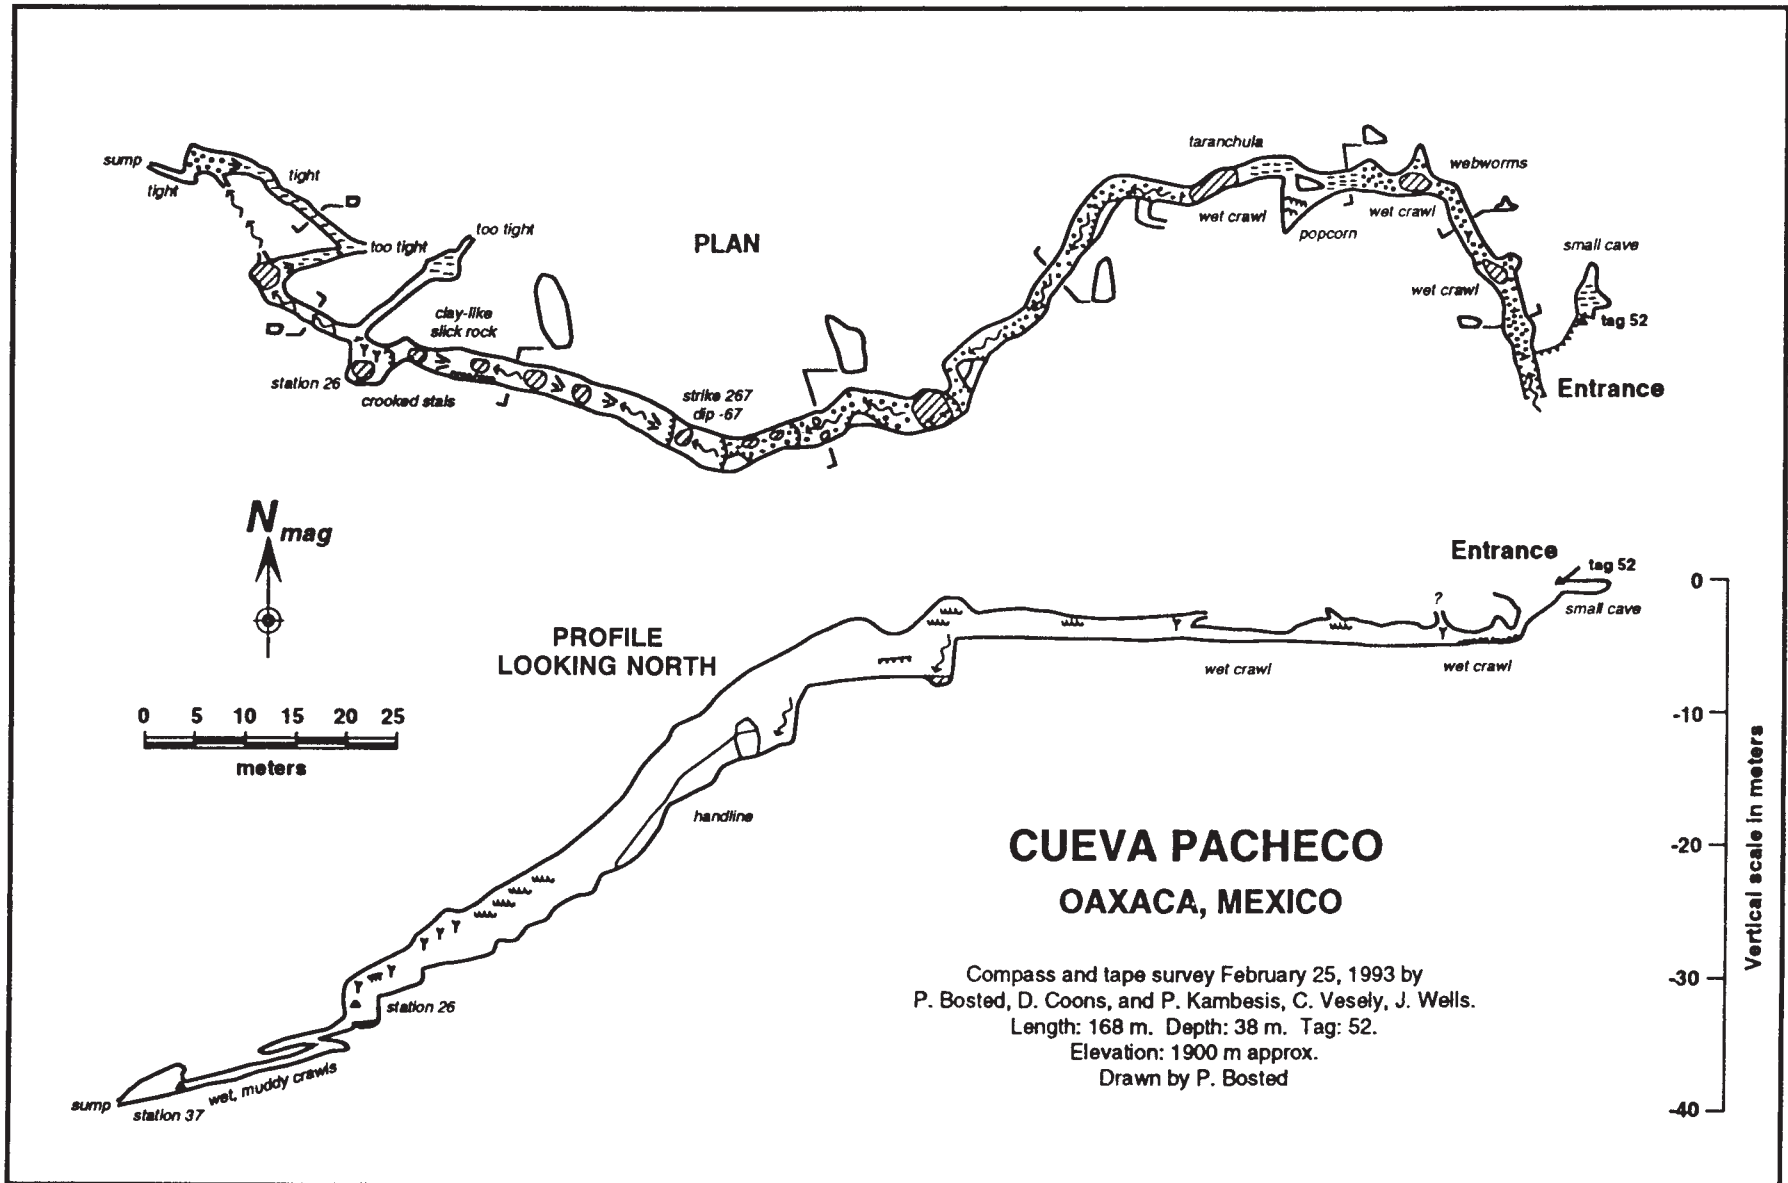 sump
tight
tight
too tight
too tight
PLAN
taranchula
webworms
wet crawl
wet crawl
popcorn
small cave
wet crawl
tag 52
Entrance
clay-like
slick rock
station 26
crooked stals
strike 267
dip -67
N mag
0 5 10 15 20 25
meters
PROFILE
LOOKING NORTH
Entrance
tag 52
small cave
?
wet crawl
wet crawl
handline
station 26
wet, muddy crawls
sump
station 37
0
-10
-20
-30
-40
Vertical scale in meters
CUEVA PACHECO
OAXACA, MEXICO
Compass and tape survey February 25, 1993 by
P. Bosted, D. Coons, and P. Kambesis, C. Vesely, J. Wells.
Length: 168 m. Depth: 38 m. Tag: 52.
Elevation: 1900 m approx.
Drawn by P. Bosted